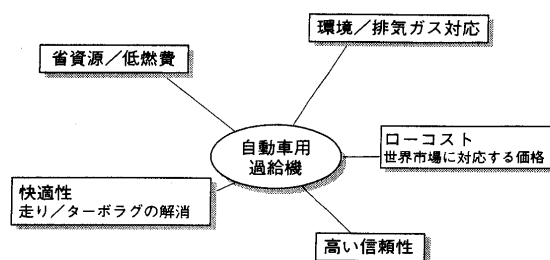 環境／排気ガス対応
省資源／低燃費
自動車用
過給機
ローコスト
世界市場に対応する価格
快適性
走り／ターボラグの解消
高い信頼性